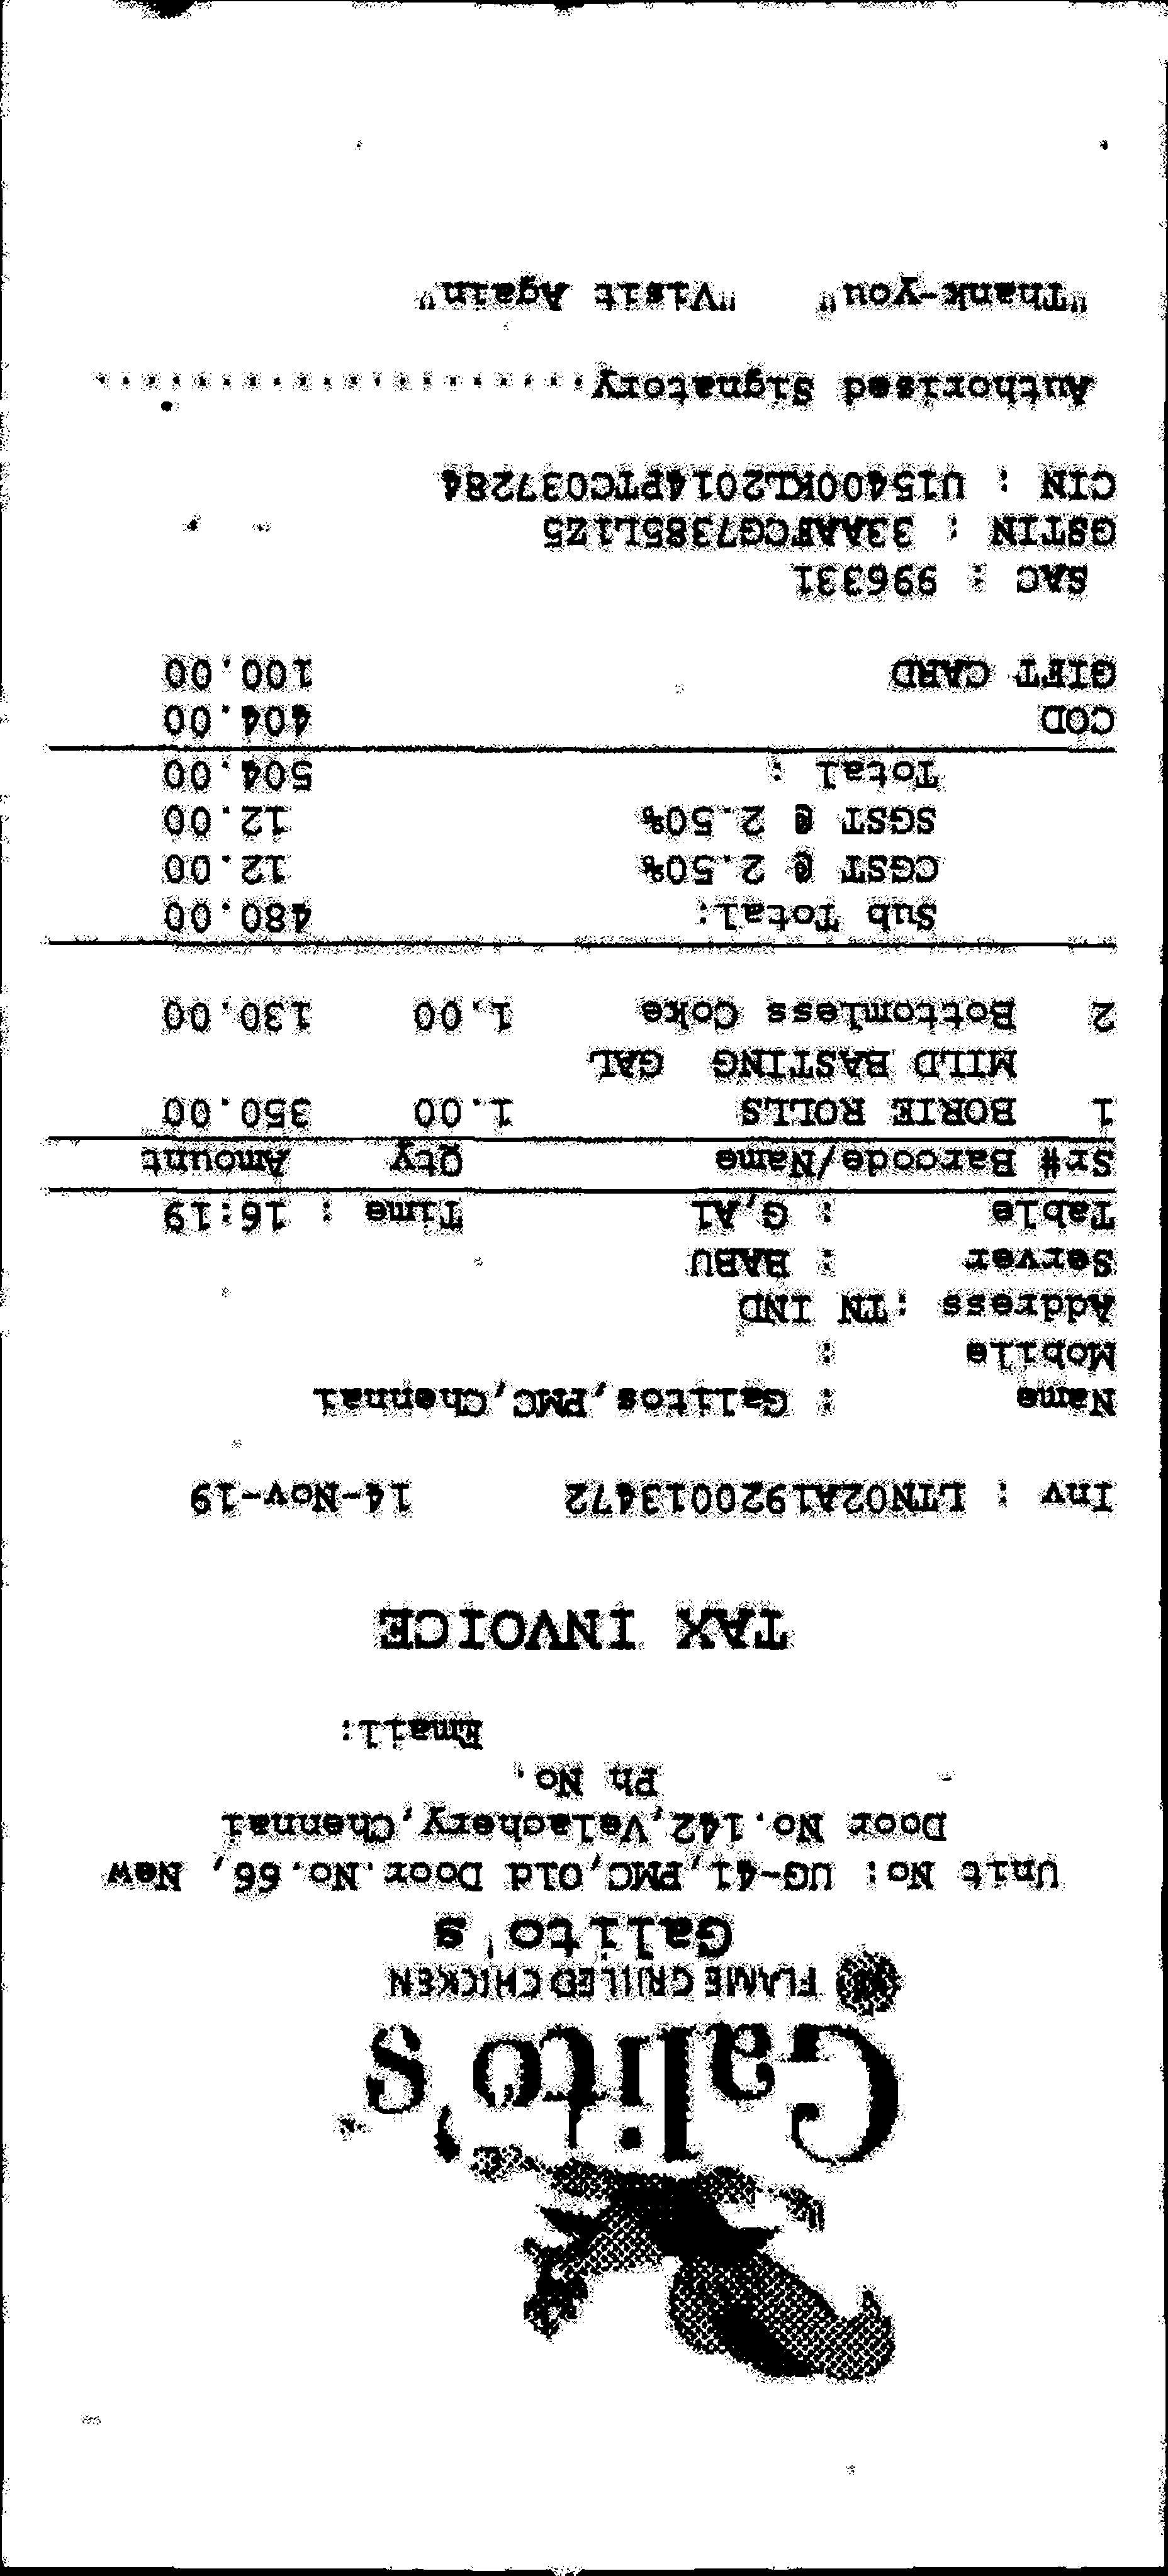 Galito's
FLAME GRILLED CHICKEN
Galito's
Unit No: UG-41,PMC,Old Door.No.66, New
Door No.142,Velachery,Chennai
Ph No.
Email:
TAX INVOICE
Inv : LTN02A1920013472 14-Nov-19
Name : Galitos,PMC,Chennai
Mobile :
Address :TN IND
Server : BABU
Table : G,A1 Time : 16:19
Sr# Barcode/Name Qty Amount
1 BORIE ROLLS 1.00 350.00
MILD BASTING GAL
2 Bottomless Coke 1.00 130.00
Sub Total: 480.00
CGST @ 2.50% 12.00
SGST @ 2.50% 12.00
Total : 504.00
COD 404.00
GIFT CARD 100.00
SAC : 996331
GSTIN : 33AAFCG7385L1Z5
CIN : U15400KL2014PTC037284
Authorised Signatory....................
"Thank-you" "Visit Again"